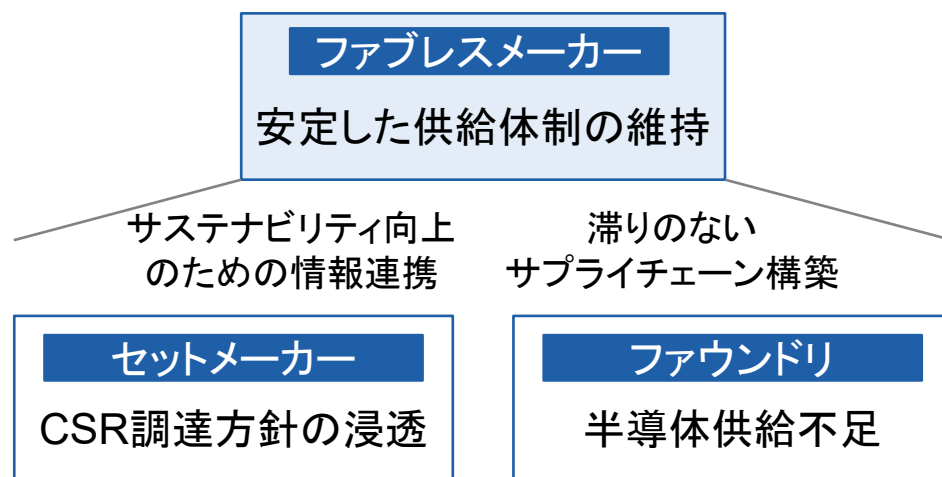 ファブレスメーカー
安定した供給体制の維持
サステナビリティ向上
のための情報連携
滞りのない
サプライチェーン構築
セットメーカー
CSR調達方針の浸透
ファウンドリ
半導体供給不足